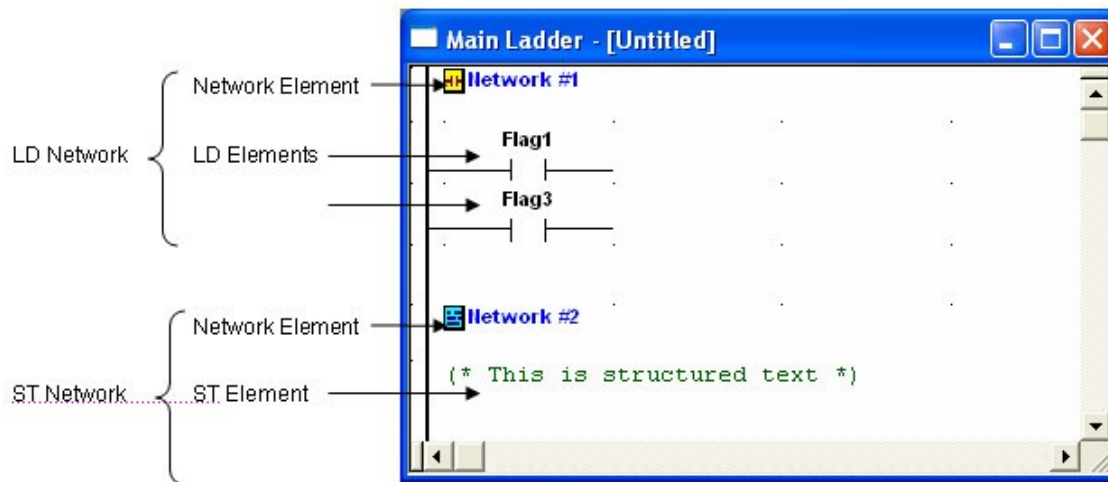 Main Ladder - [Untitled]
Network Element
Network #1
LD Network
LD Elements
Flag1
Flag3
Network Element
Network #2
ST Network
ST Element
(* This is structured text *)